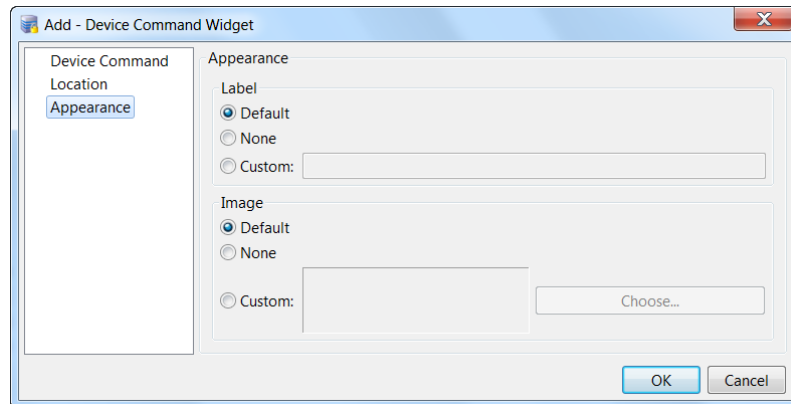 Add - Device Command Widget
Device Command
Location
Appearance
Appearance
Label
Default
None
Custom:
Image
Default
None
Custom:
Choose...
OK
Cancel